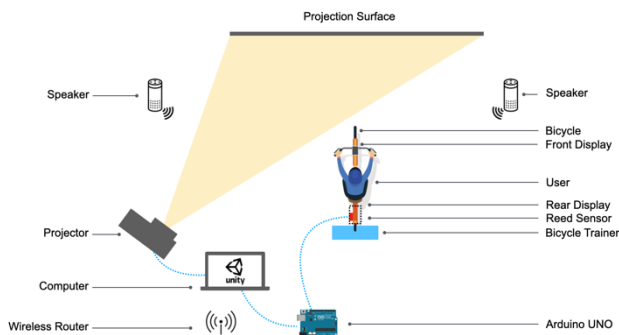 Projection Surface
Speaker
Speaker
Bicycle
Front Display
User
Rear Display
Reed Sensor
Projector
Bicycle Trainer
Computer
unity
Wireless Router
Arduino UNO